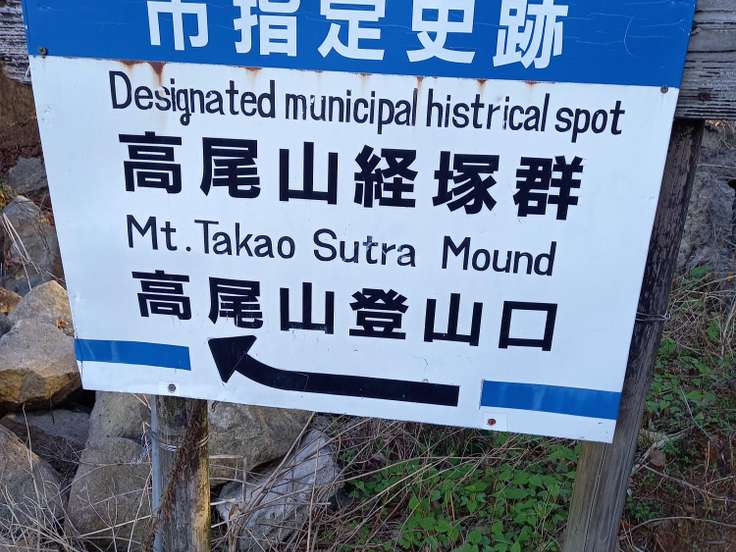 市指定史跡
Designated municipal histrical spot
高尾山経塚群
Mt. Takao Sutra Mound
高尾山登山口